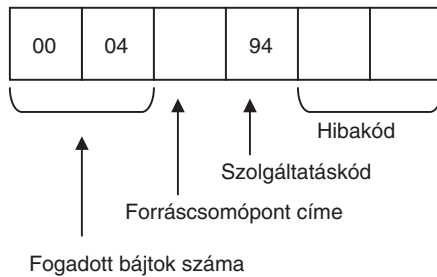 00 04 94
Hibakód
Szolgáltatáskód
Forráscsomópont címe
Fogadott bájtok száma